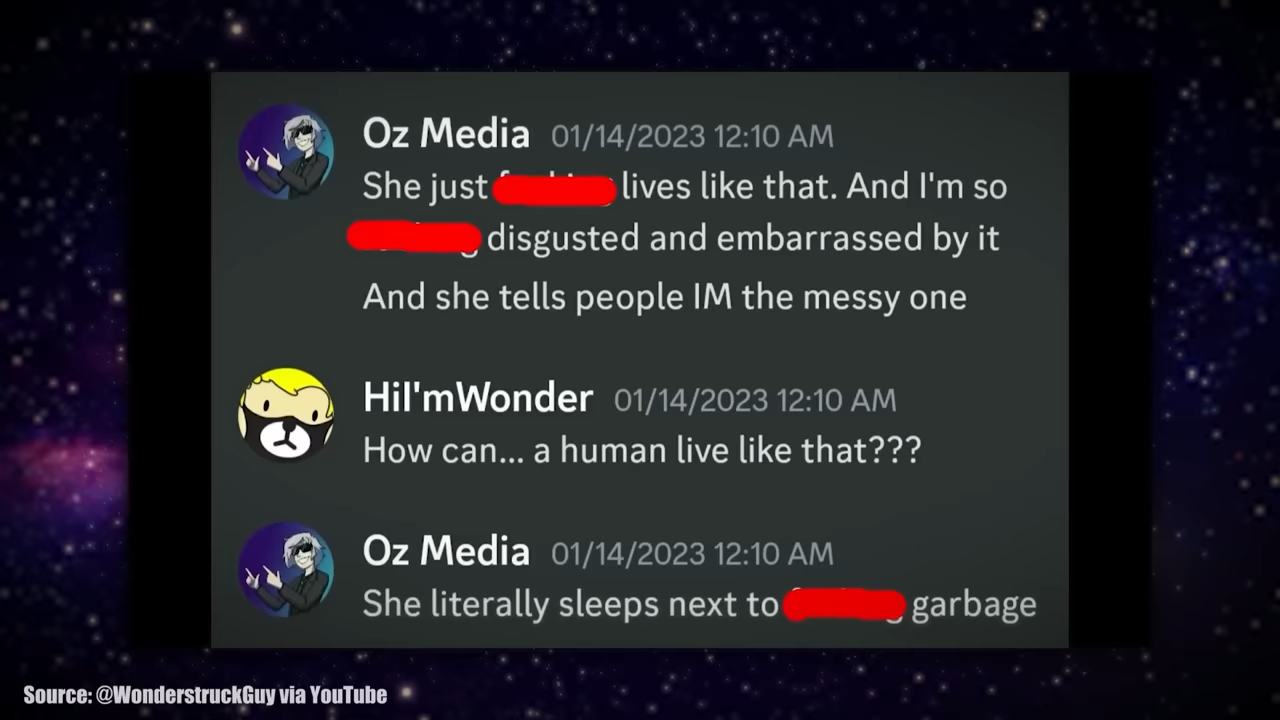 Oz Media 01/14/2023 12:10 AM
She just lives like that. And I'm so
disgusted and embarrassed by it
And she tells people IM the messy one
HiI'mWonder 01/14/2023 12:10 AM
How can... a human live like that???
Oz Media 01/14/2023 12:10 AM
She literally sleeps next to garbage
Source: @WonderstruckGuy via YouTube